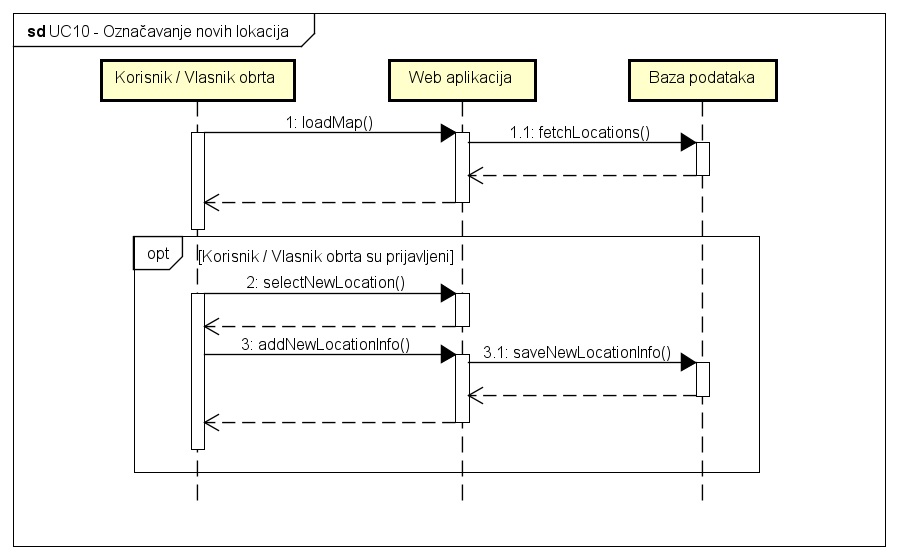 sd UC10 - Označavanje novih lokacija
Korisnik / Vlasnik obrta
Web aplikacija
Baza podataka
1: loadMap()
1.1: fetchLocations()
opt
[Korisnik / Vlasnik obrta su prijavljeni]
2: selectNewLocation()
3: addNewLocationInfo()
3.1: saveNewLocationInfo()